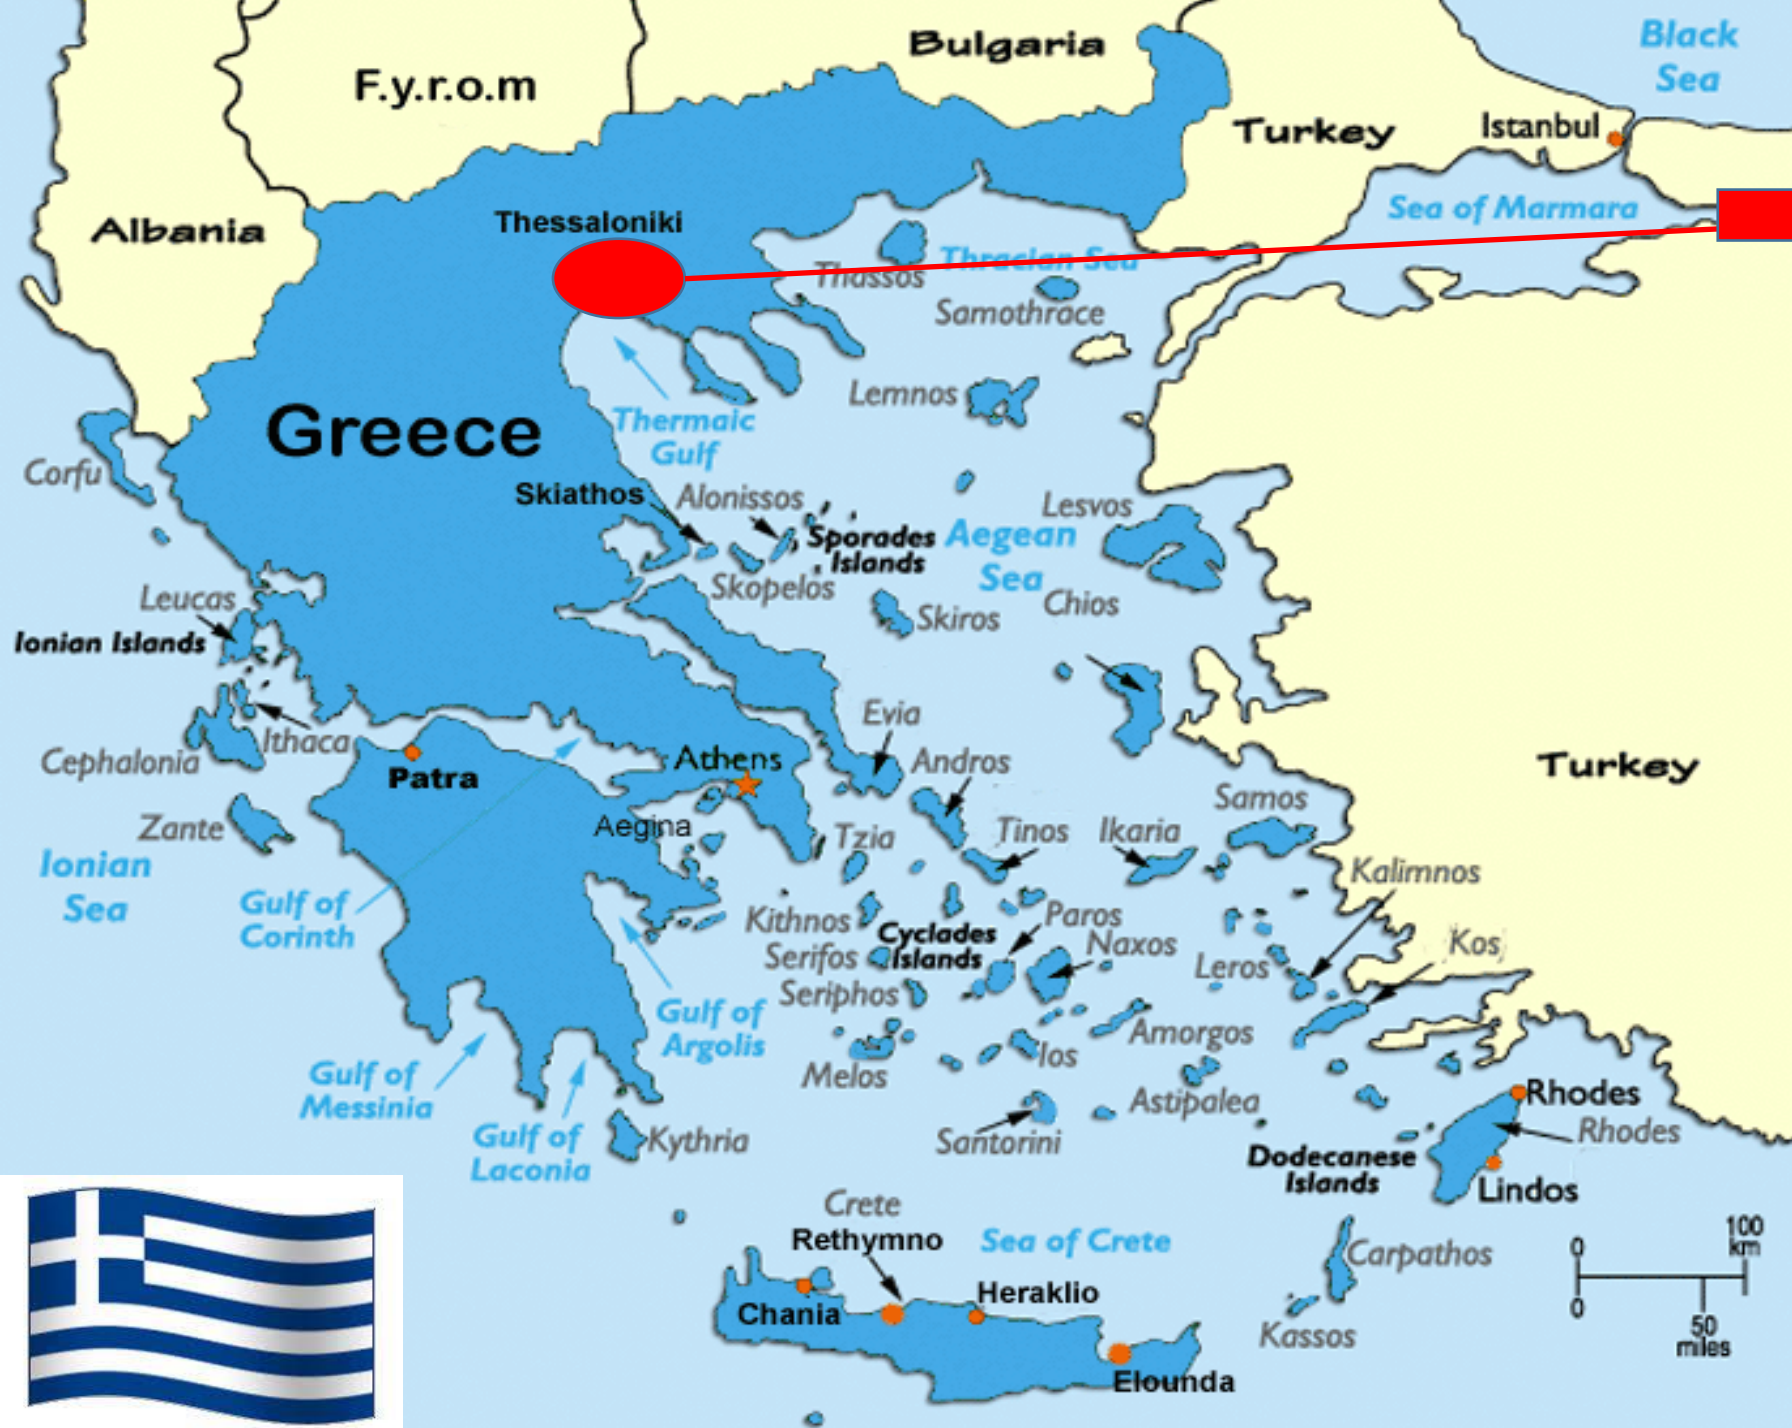 Black
Sea
Bulgaria
F.y.r.o.m
Istanbul
Turkey
Sea of Marmara
Thessaloniki
Albania
Thracian Sea
Thassos
Samothrace
Lemnos
Greece
Thermaic
Gulf
Corfu
Skiathos
Alonissos
Lesvos
Sporades
Islands
Aegean
Sea
Skopelos
Chios
Leucas
Skiros
Ionian Islands
Evia
Ithaca
Cephalonia
Athens
Andros
Patra
Turkey
Samos
Zante
Aegina
Tzia
Tinos
Ikaria
Ionian
Sea
Kalimnos
Gulf of
Corinth
Kithnos
Cyclades
Islands
Paros
Naxos
Kos
Serifos
Leros
Seriphos
Gulf of
Argolis
Amorgos
Ios
Melos
Gulf of
Messinia
Astipalea
Rhodes
Rhodes
Gulf of
Laconia
Kythria
Santorini
Dodecanese
Islands
Lindos
Crete
Rethymno
Sea of Crete
Carpathos
0
100
km
Heraklio
Chania
0
50
miles
Kassos
Elounda